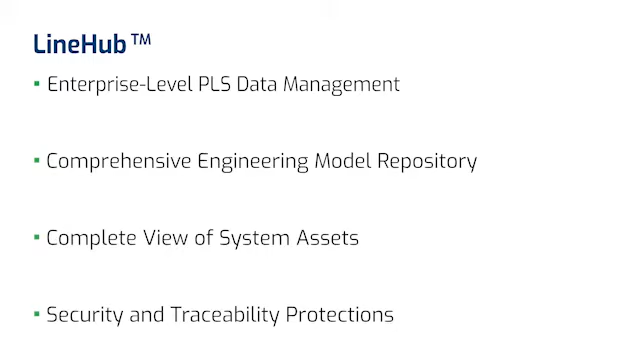 LineHub™
▪ Enterprise-Level PLS Data Management
▪ Comprehensive Engineering Model Repository
▪ Complete View of System Assets
▪ Security and Traceability Protections